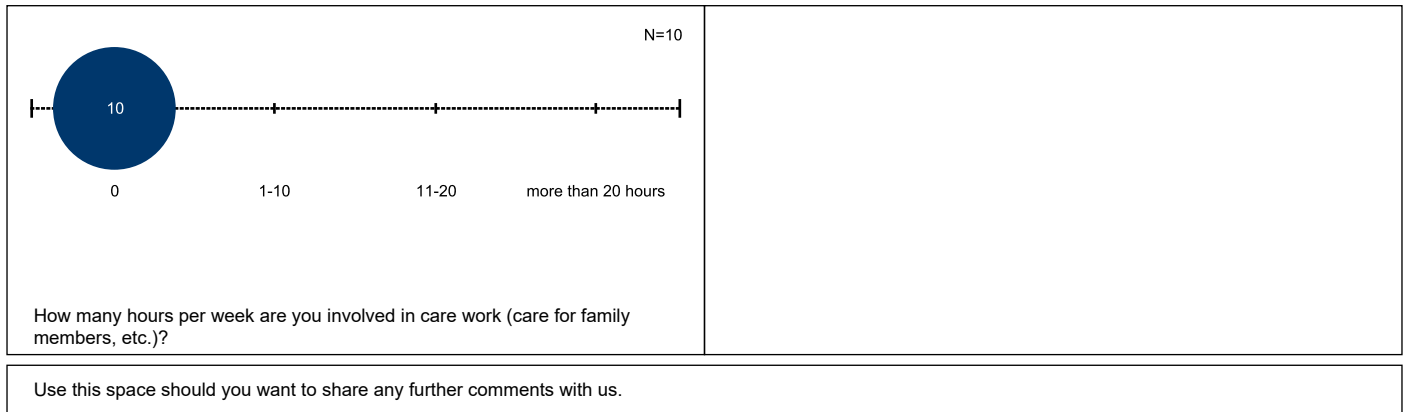 N=10
10
0
1-10
11-20
more than 20 hours
How many hours per week are you involved in care work (care for family
members, etc.)?
Use this space should you want to share any further comments with us.